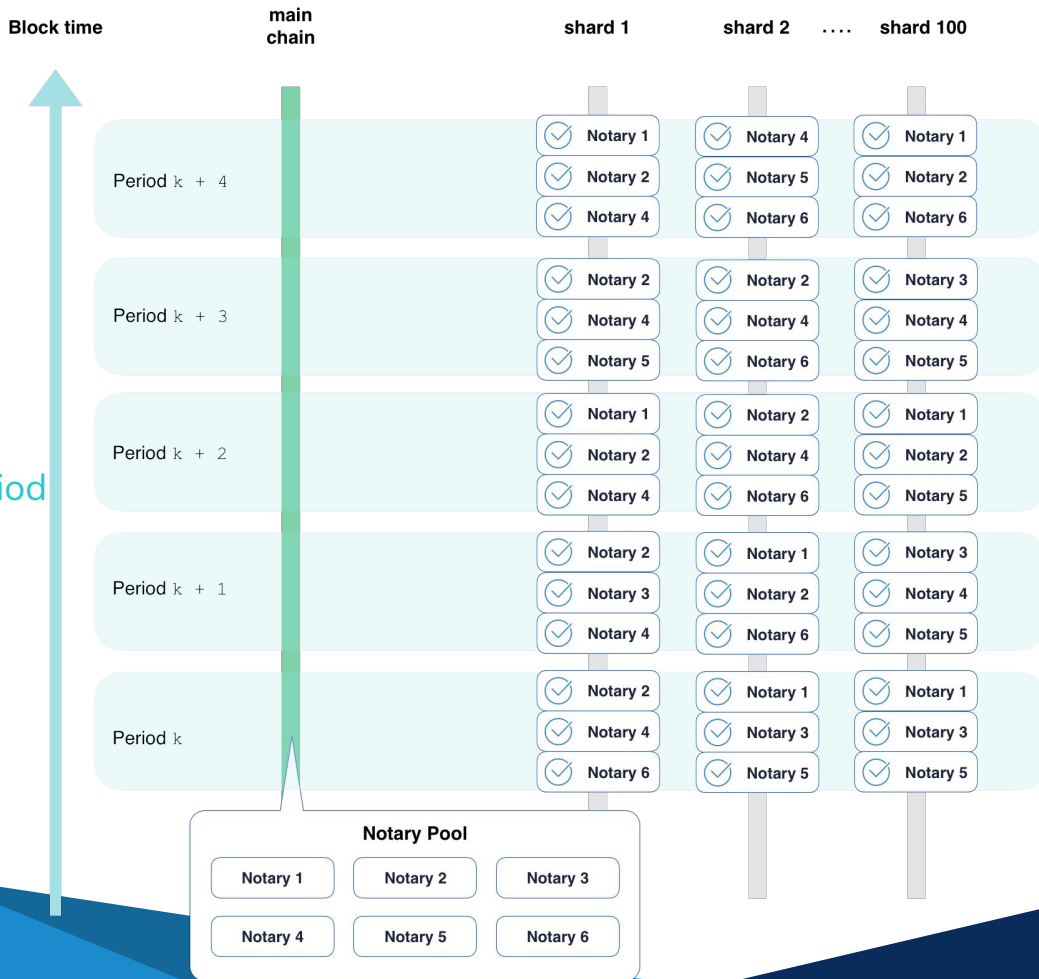 Block time
main
chain
shard 1
shard 2
....
shard 100
Period k + 4
Notary 1
Notary 4
Notary 1
Notary 2
Notary 5
Notary 2
Notary 4
Notary 6
Notary 6
Period k + 3
Notary 2
Notary 2
Notary 3
Notary 4
Notary 4
Notary 4
Notary 5
Notary 6
Notary 5
Period k + 2
Notary 1
Notary 2
Notary 1
Notary 2
Notary 4
Notary 2
Notary 4
Notary 6
Notary 5
iod
Period k + 1
Notary 2
Notary 1
Notary 3
Notary 3
Notary 2
Notary 4
Notary 4
Notary 6
Notary 5
Period k
Notary 2
Notary 1
Notary 1
Notary 4
Notary 3
Notary 3
Notary 6
Notary 5
Notary 5
Notary Pool
Notary 1
Notary 2
Notary 3
Notary 4
Notary 5
Notary 6